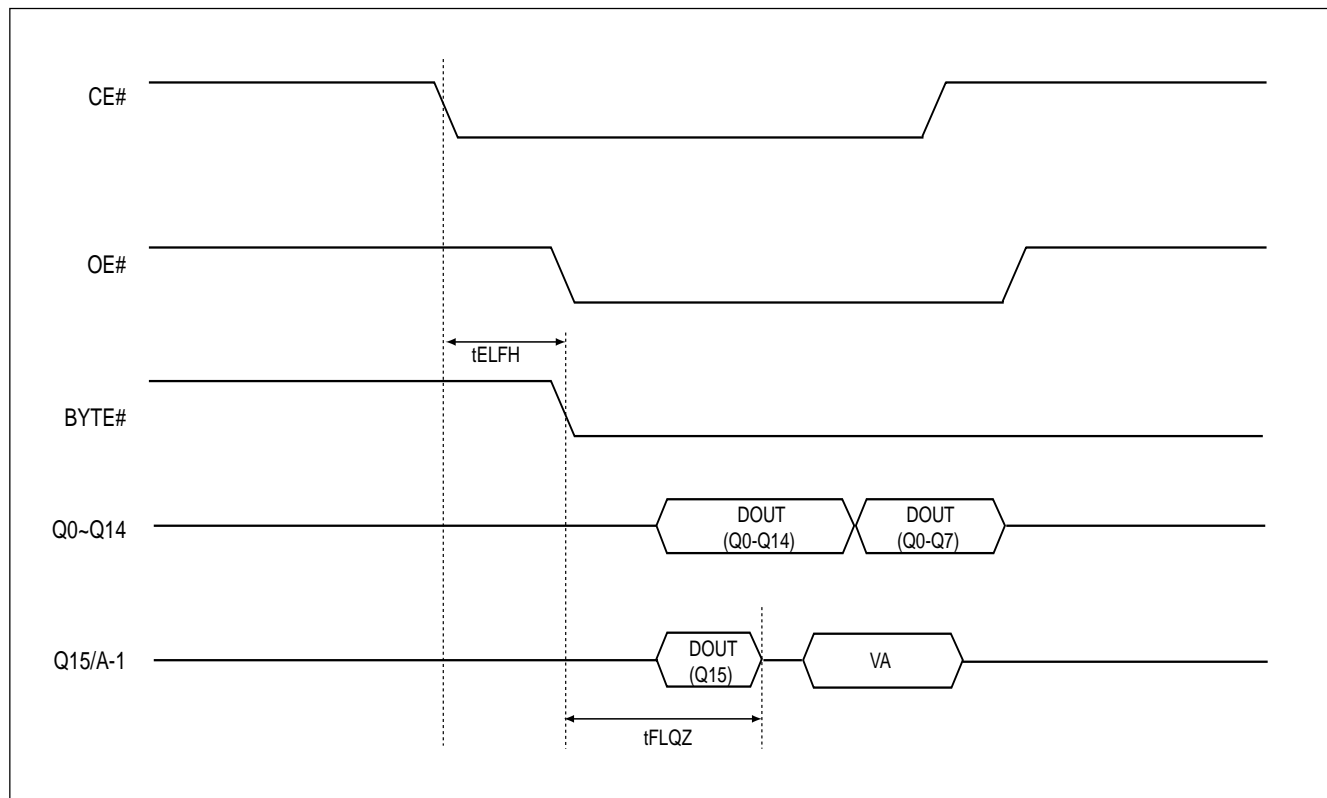 CE#
OE#
tELFH
BYTE#
Q0~Q14
DOUT
(Q0-Q14)
DOUT
(Q0-Q7)
Q15/A-1
DOUT
(Q15)
VA
tFLQZ